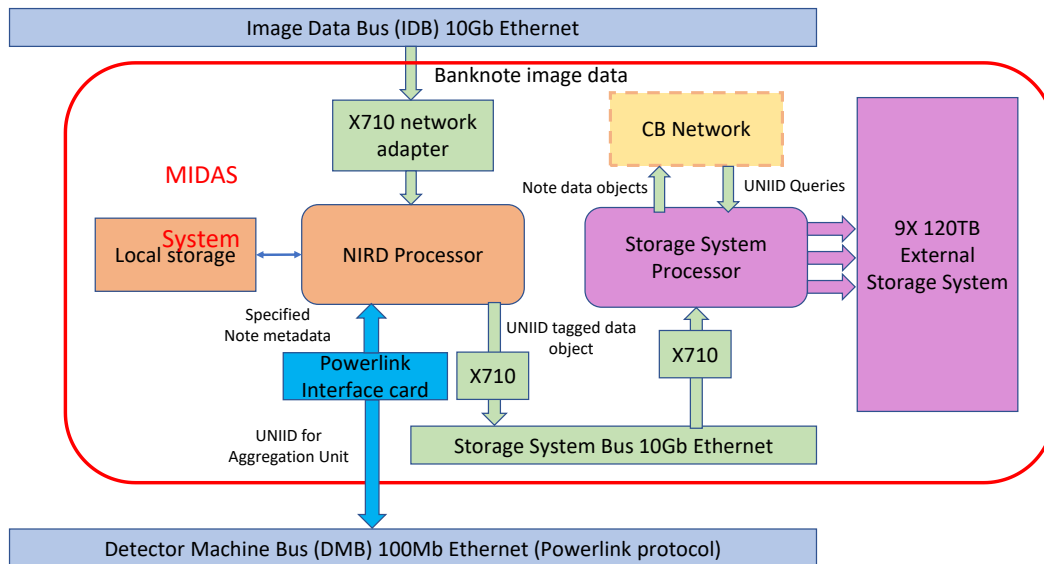 Image Data Bus (IDB) 10Gb Ethernet
Banknote image data
X710 network
adapter
CB Network
MIDAS
System
Note data objects
UNIID Queries
Local storage
NIRD Processor
Storage System
Processor
9X 120TB
External
Storage System
Specified
Note metadata
UNIID tagged data
object
Powerlink
Interface card
X710
X710
UNIID for
Aggregation Unit
Storage System Bus 10Gb Ethernet
Detector Machine Bus (DMB) 100Mb Ethernet (Powerlink protocol)